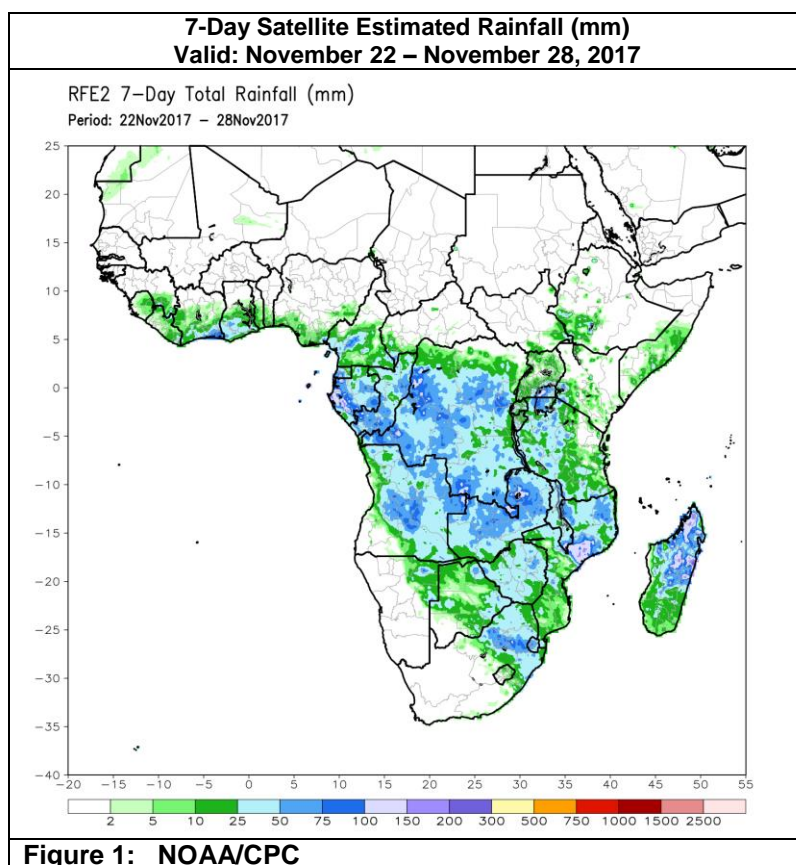 7-Day Satellite Estimated Rainfall (mm)
Valid: November 22 – November 28, 2017
RFE2 7-Day Total Rainfall (mm)
Period: 22Nov2017 – 28Nov2017
25
20
15
10
5
0
-5
-10
-15
-20
-25
-30
-35
-40
-20 -15 -10 -5 0 5 10 15 20 25 30 35 40 45 50 55
2 5 10 25 50 75 100 150 200 300 500 750 1000 1500 2500
Figure 1: NOAA/CPC